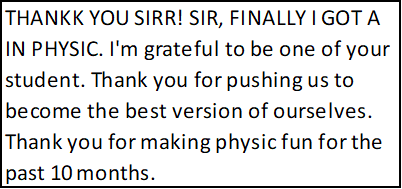 THANKK YOU SIRR! SIR, FINALLY I GOT A
IN PHYSIC. I'm grateful to be one of your
student. Thank you for pushing us to
become the best version of ourselves.
Thank you for making physic fun for the
past 10 months.